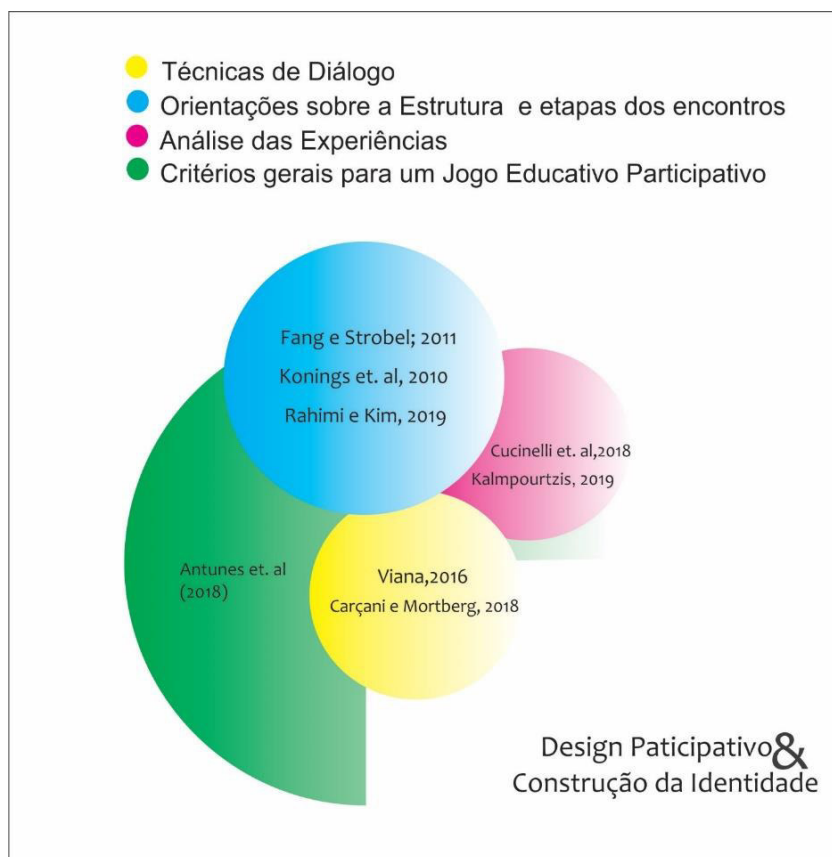 Técnicas de Diálogo
Orientações sobre a Estrutura e etapas dos encontros
Análise das Experiências
Critérios gerais para um Jogo Educativo Participativo
Fang e Strobel; 2011
Konings et. al, 2010
Rahimi e Kim, 2019
Cucinelli et. al,2018
Kalmpourtzis, 2019
Antunes et. al
(2018)
Viana,2016
Carçani e Mortberg, 2018
Design Paticipativo &
Construção da Identidade